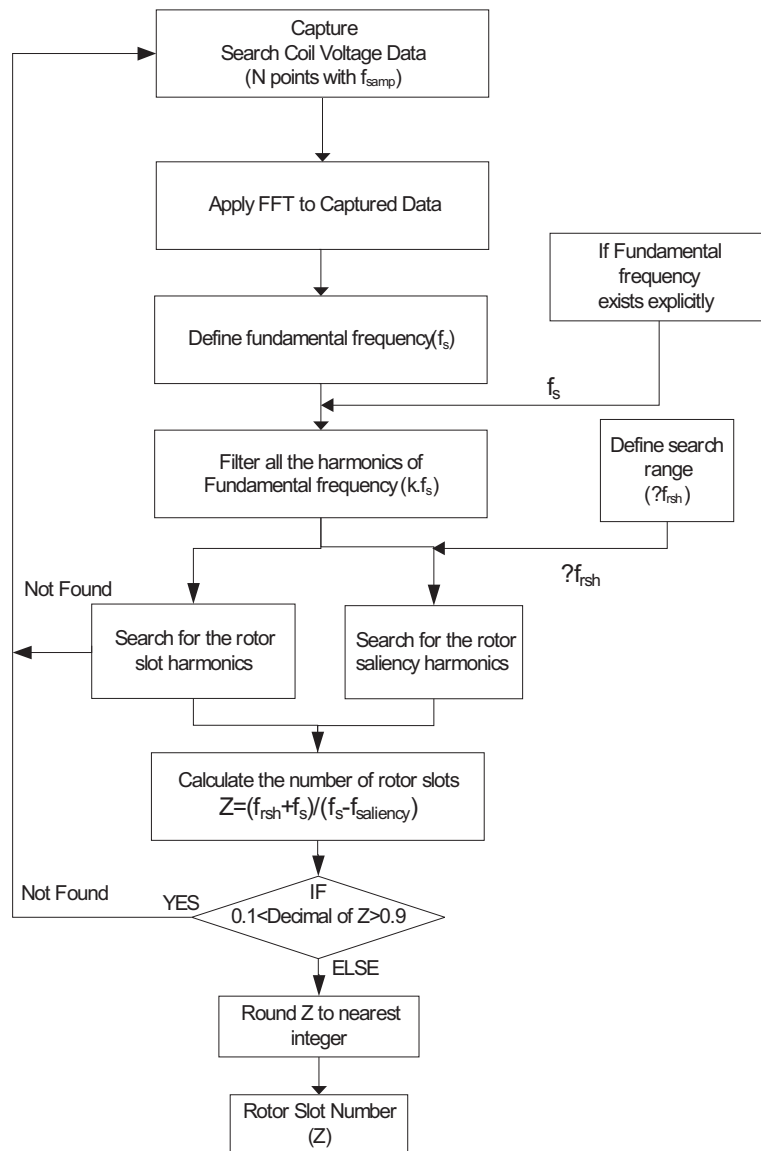 Capture
Search Coil Voltage Data
(N points with fsamp)
Apply FFT to Captured Data
If Fundamental
frequency
exists explicitly
Define fundamental frequency(fs)
fs
Filter all the harmonics of
Fundamental frequency (k.fs)
Define search
range
(?frsh)
?frsh
Not Found
Search for the rotor
slot harmonics
Search for the rotor
saliency harmonics
Calculate the number of rotor slots
Z=(frsh+fs)/(fs-fsaliency)
Not Found
YES
IF
0.1<Decimal of Z>0.9
ELSE
Round Z to nearest
integer
Rotor Slot Number
(Z)